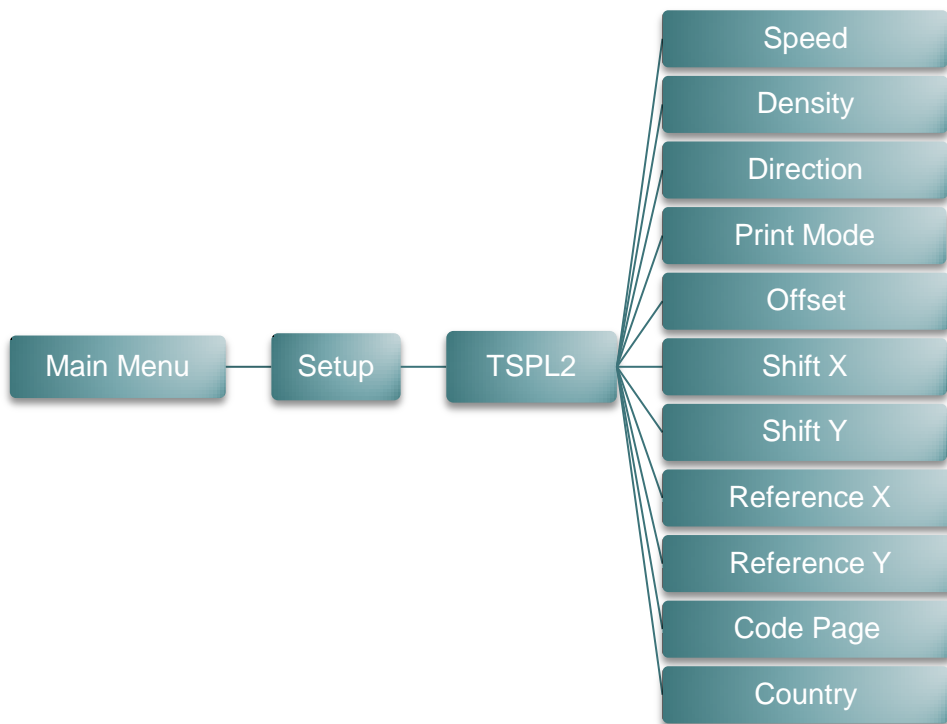 Main Menu
Setup
TSPL2
Speed
Density
Direction
Print Mode
Offset
Shift X
Shift Y
Reference X
Reference Y
Code Page
Country